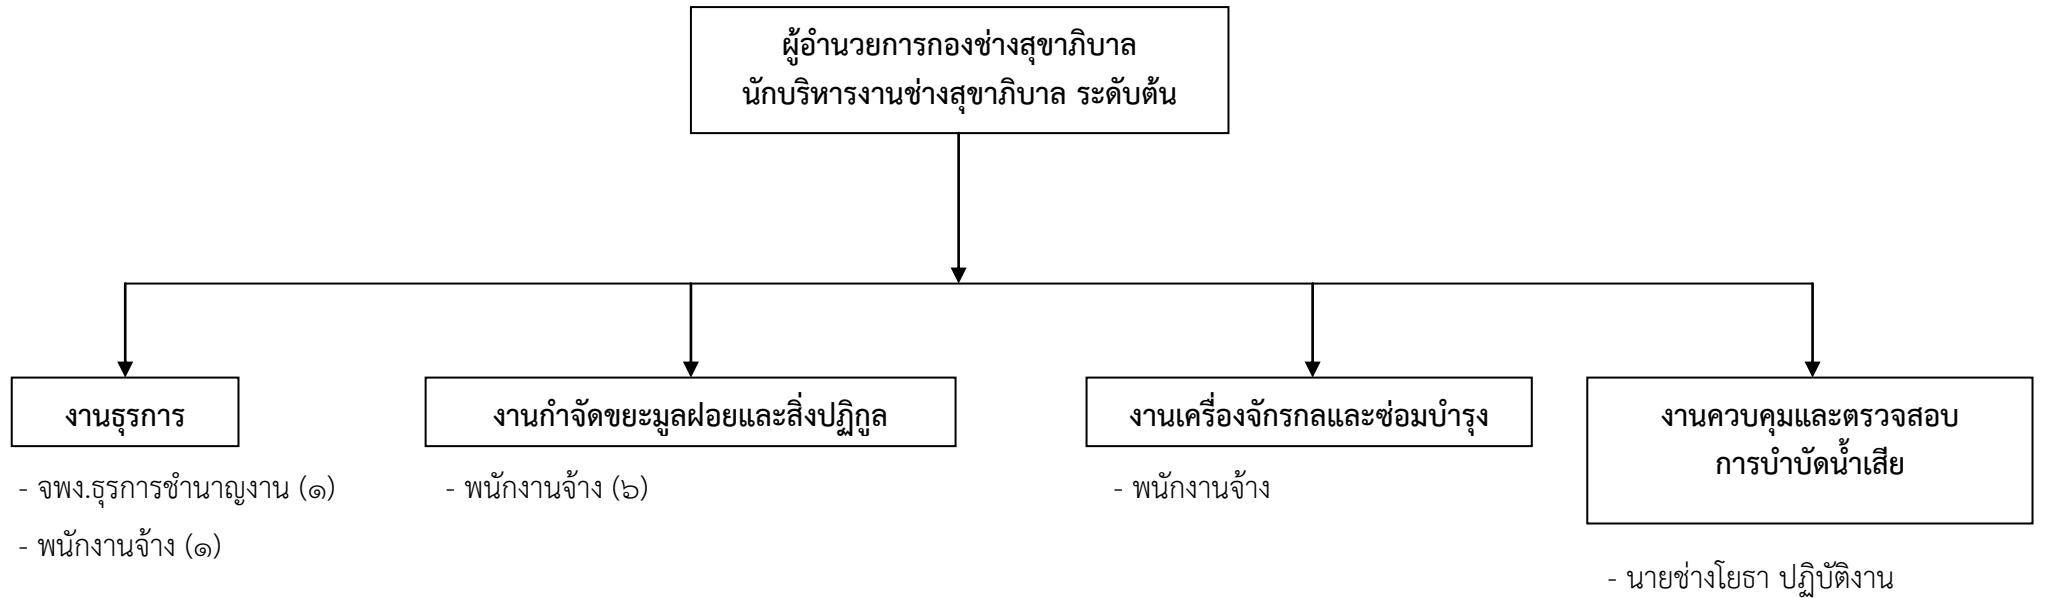 ผู้อำนวยการกองช่างสุขาภิบาล
นักบริหารงานช่างสุขาภิบาล ระดับต้น
งานธุรการ
- จพง.ธุรการชำนาญงาน (๑)
- พนักงานจ้าง (๑)
งานกำจัดขยะมูลฝอยและสิ่งปฏิกูล
- พนักงานจ้าง (๖)
งานเครื่องจักรกลและซ่อมบำรุง
- พนักงานจ้าง
งานควบคุมและตรวจสอบ
การบำบัดน้ำเสีย
- นายช่างโยธา ปฏิบัติงาน